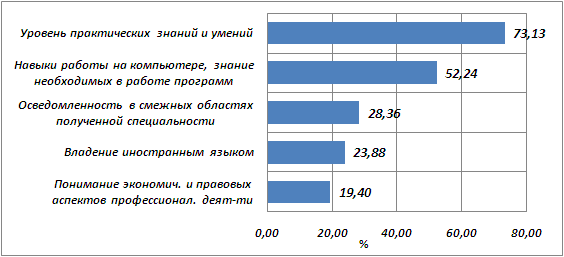 Уровень практических знаний и умений
73,13
Навыки работы на компьютере, знание
необходимых в работе программ
52,24
Осведомленность в смежных областях
полученной специальности
28,36
Владение иностранным языком
23,88
Понимание экономич. и правовых
аспектов профессионал. деят-ти
19,40
0,00 20,00 40,00 60,00 80,00
%